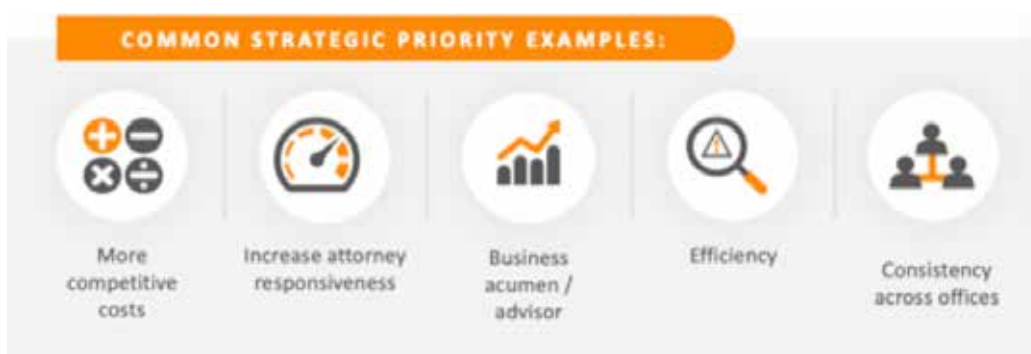 COMMON STRATEGIC PRIORITY EXAMPLES:
More
competitive
costs
Increase attorney
responsiveness
Business
acumen /
advisor
Efficiency
Consistency
across offices